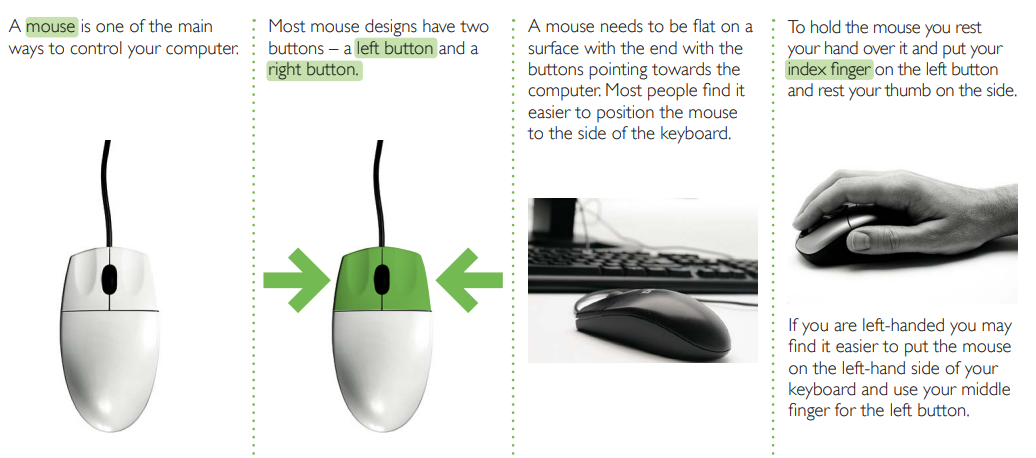 A mouse is one of the main
ways to control your computer.
Most mouse designs have two
buttons – a left button and a
right button.
A mouse needs to be flat on a
surface with the end with the
buttons pointing towards the
computer. Most people find it
easier to position the mouse
to the side of the keyboard.
To hold the mouse you rest
your hand over it and put your
index finger on the left button
and rest your thumb on the side.
If you are left-handed you may
find it easier to put the mouse
on the left-hand side of your
keyboard and use your middle
finger for the left button.